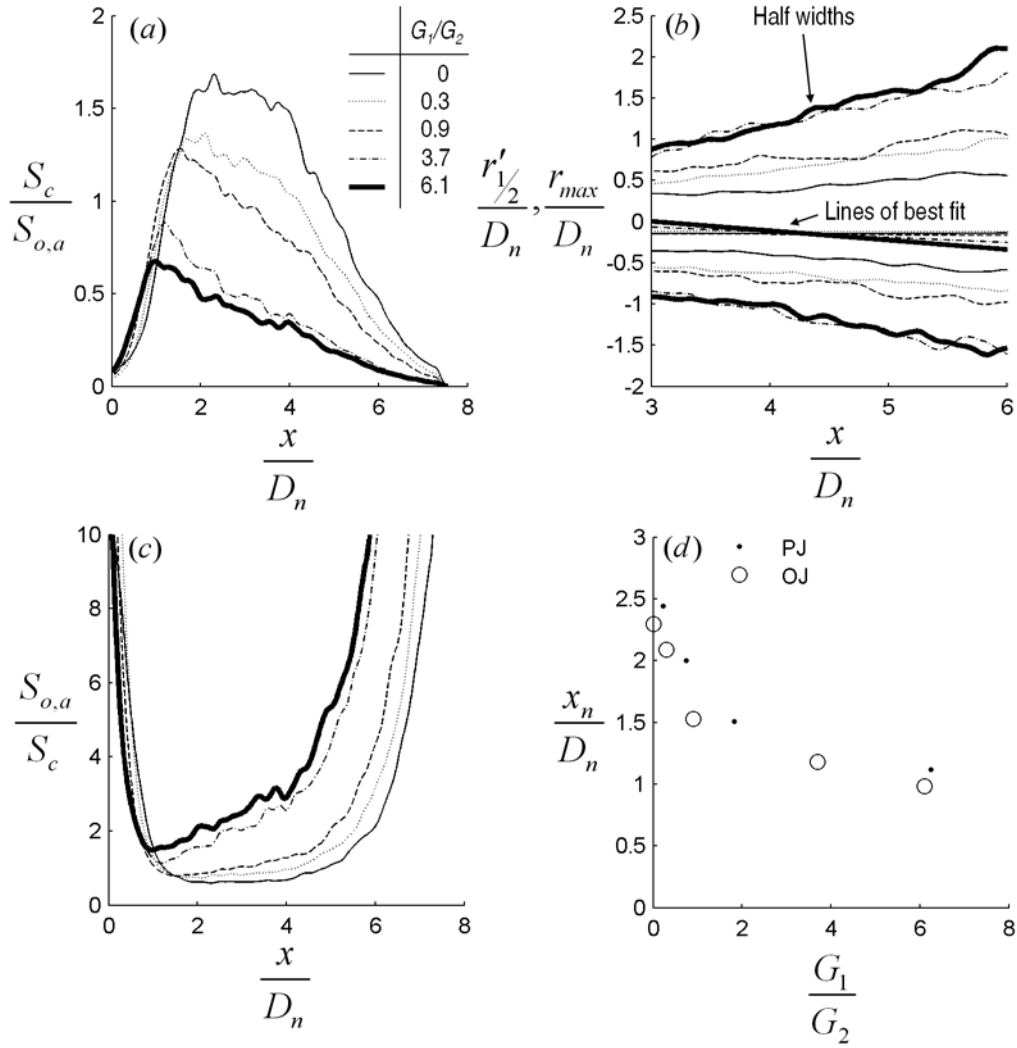 (a)
G1/G2
0
0.3
0.9
3.7
6.1
2
1.5
1
0.5
0
Sc
So,a
0 2 4 6 8
x
Dn
(b)
Half widths
Lines of best fit
2.5
2
1.5
1
0.5
0
-0.5
-1
-1.5
-2
r'1/2 , rmax
Dn Dn
3 4 5 6
x
Dn
(c)
10
8
6
4
2
0
So,a
Sc
0 2 4 6 8
x
Dn
(d)
PJ
OJ
3
2.5
2
1.5
1
0.5
0
xn
Dn
0 2 4 6 8
G1
G2